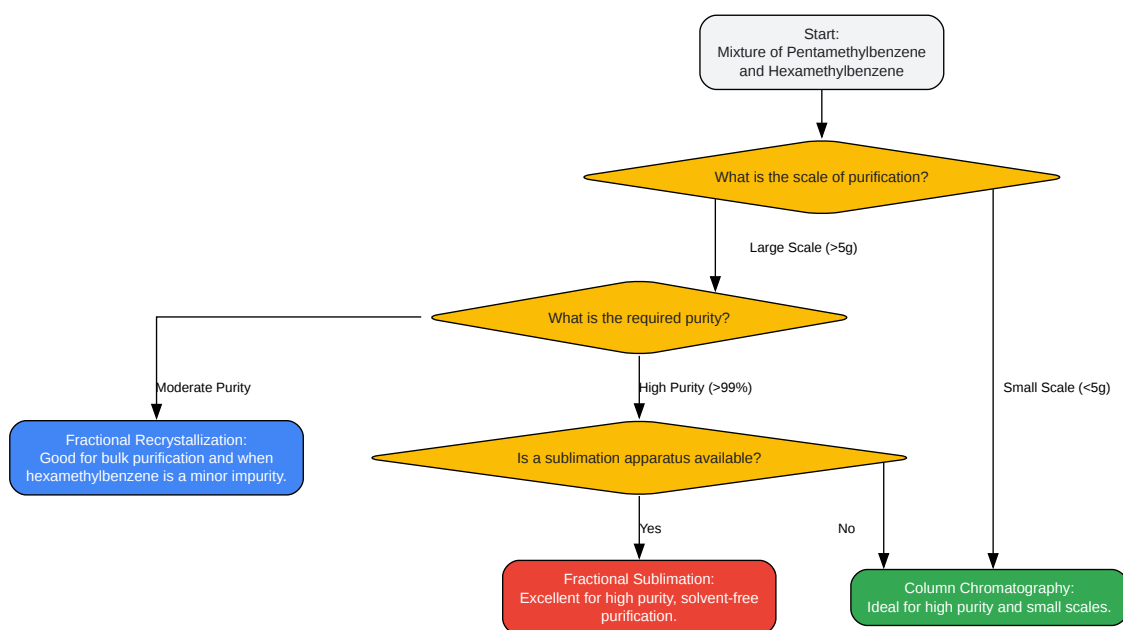 Start:
Mixture of Pentamethylbenzene
and Hexamethylbenzene
What is the scale of purification?
Large Scale (>5g)
What is the required purity?
Moderate Purity
High Purity (>99%)
Small Scale (<5g)
Fractional Recrystallization:
Good for bulk purification and when
hexamethylbenzene is a minor impurity.
Is a sublimation apparatus available?
Yes
No
Fractional Sublimation:
Excellent for high purity, solvent-free
purification.
Column Chromatography:
Ideal for high purity and small scales.